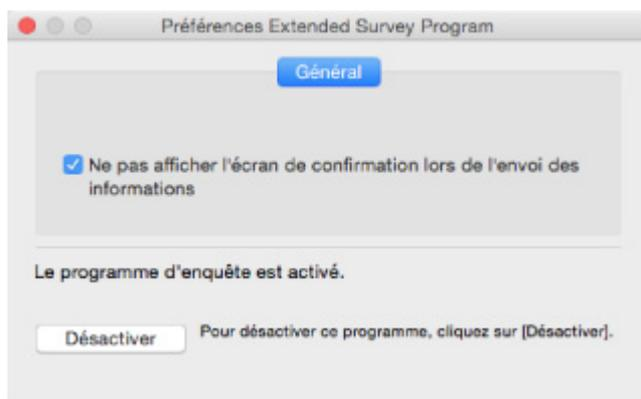 Préférences Extended Survey Program
Général
Ne pas afficher l'écran de confirmation lors de l'envoi des
informations
Le programme d'enquête est activé.
Désactiver
Pour désactiver ce programme, cliquez sur [Désactiver].